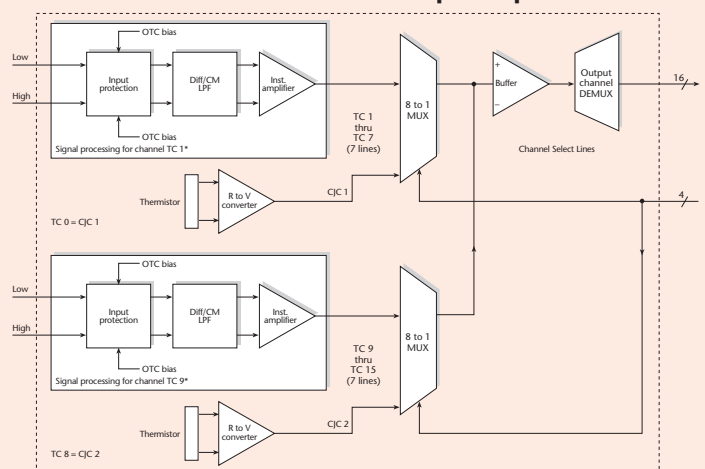 OTC bias
Low
High
Input
protection
Diff/CM
LPF
Inst.
amplifier
OTC bias
Signal processing for channel TC 1*
TC 1
thru
TC 7
(7 lines)
8 to 1
MUX
+
Buffer
–
Output
channel
DEMUX
16
Channel Select Lines
Thermistor
R to V
converter
CJC 1
TC 0 = CJC 1
4
OTC bias
Low
High
Input
protection
Diff/CM
LPF
Inst.
amplifier
OTC bias
Signal processing for channel TC 9*
TC 9
thru
TC 15
(7 lines)
8 to 1
MUX
Thermistor
R to V
converter
CJC 2
TC 8 = CJC 2